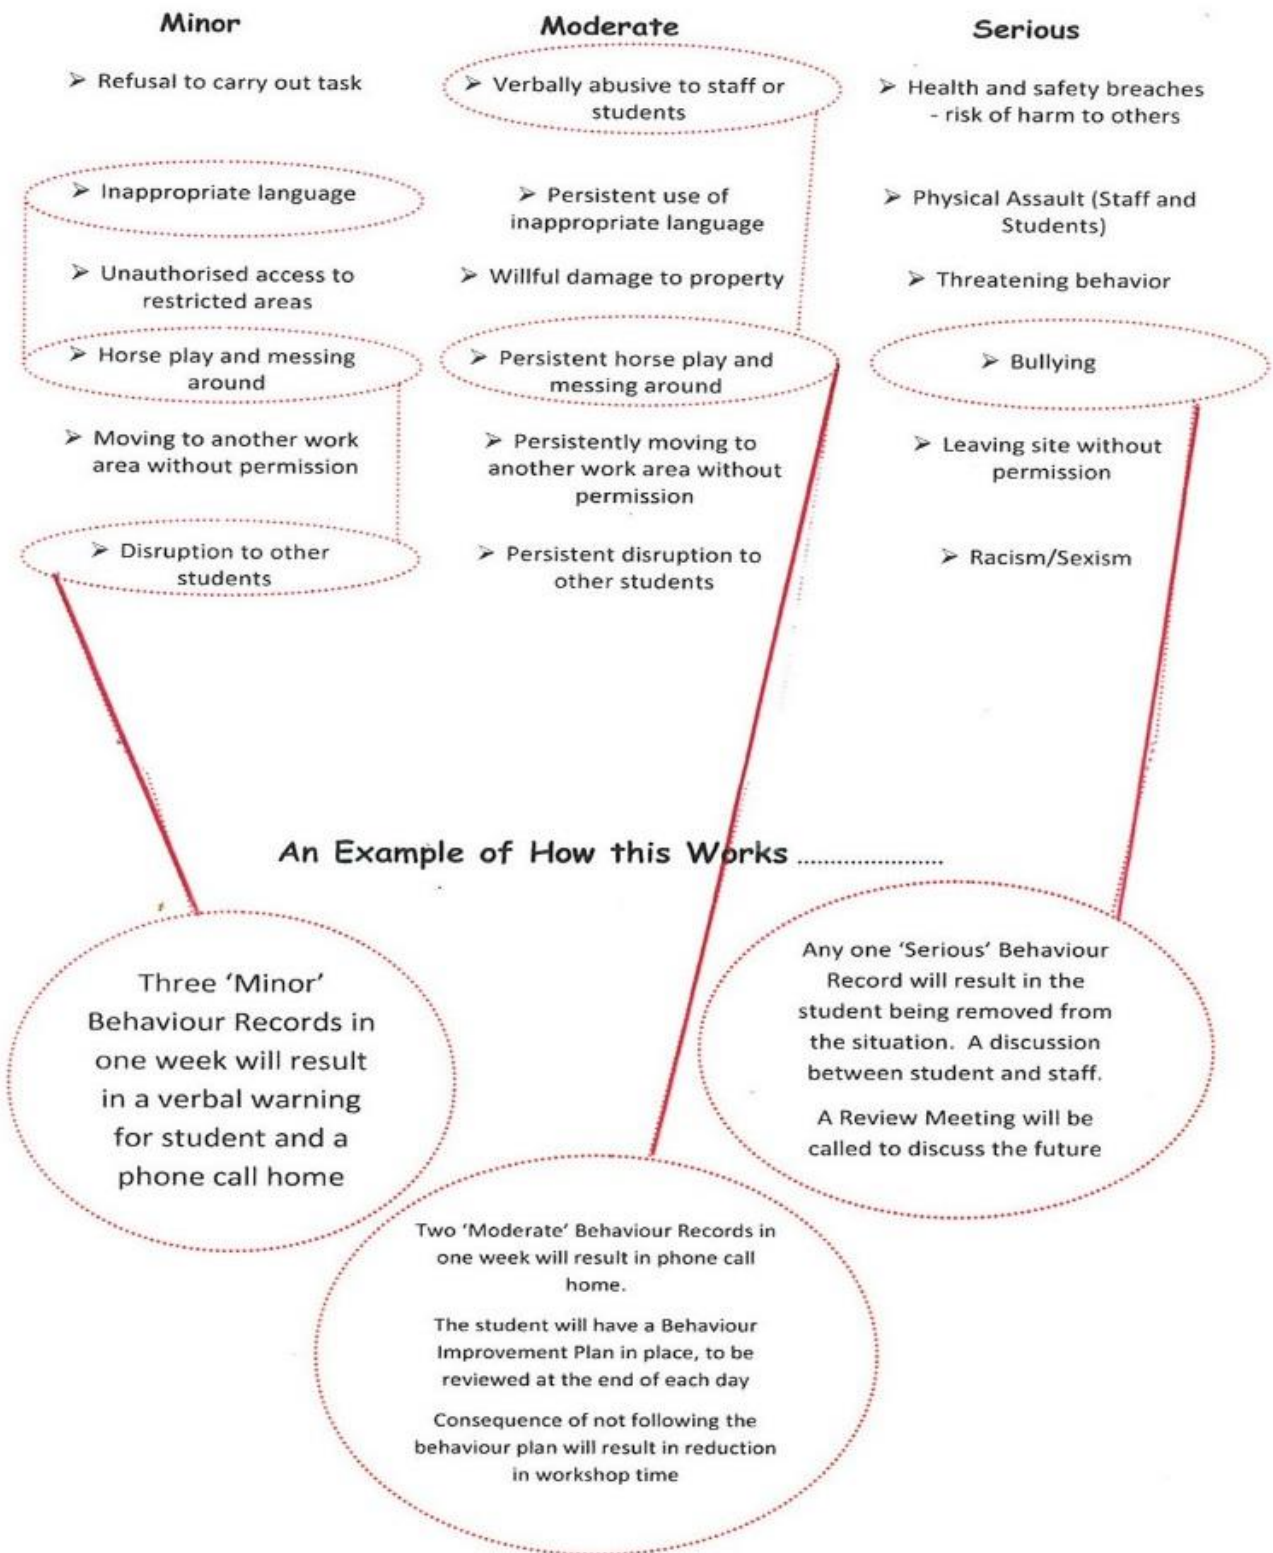 Minor
➢ Refusal to carry out task
➢ Inappropriate language
➢ Unauthorised access to
restricted areas
➢ Horse play and messing
around
➢ Moving to another work
area without permission
➢ Disruption to other
students
Moderate
➢ Verbally abusive to staff or
students
➢ Persistent use of
inappropriate language
➢ Willful damage to property
➢ Persistent horse play and
messing around
➢ Persistently moving to
another work area without
permission
➢ Persistent disruption to
other students
Serious
➢ Health and safety breaches
- risk of harm to others
➢ Physical Assault (Staff and
Students)
➢ Threatening behavior
➢ Bullying
➢ Leaving site without
permission
➢ Racism/Sexism
An Example of How this Works ......................
Three ‘Minor’
Behaviour Records in
one week will result
in a verbal warning
for student and a
phone call home
Two ‘Moderate’ Behaviour Records in
one week will result in phone call
home.
The student will have a Behaviour
Improvement Plan in place, to be
reviewed at the end of each day
Consequence of not following the
behaviour plan will result in reduction
in workshop time
Any one ‘Serious’ Behaviour
Record will result in the
student being removed from
the situation.  A discussion
between student and staff.
A Review Meeting will be
called to discuss the future